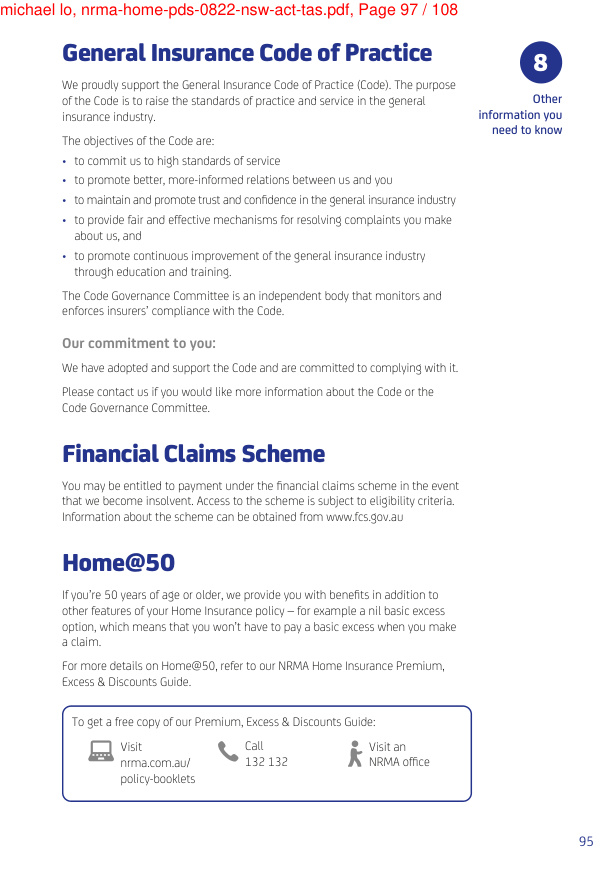 michael lo, nrma-home-pds-0822-nsw-act-tas.pdf, Page 97 / 108
General Insurance Code of Practice
We proudly support the General Insurance Code of Practice (Code). The purpose
of the Code is to raise the standards of practice and service in the general
insurance industry.
The objectives of the Code are:
• to commit us to high standards of service
• to promote better, more-informed relations between us and you
• to maintain and promote trust and confidence in the general insurance industry
• to provide fair and effective mechanisms for resolving complaints you make
about us, and
• to promote continuous improvement of the general insurance industry
through education and training.
The Code Governance Committee is an independent body that monitors and
enforces insurers' compliance with the Code.
Our commitment to you:
We have adopted and support the Code and are committed to complying with it.
Please contact us if you would like more information about the Code or the
Code Governance Committee.
Financial Claims Scheme
You may be entitled to payment under the financial claims scheme in the event
that we become insolvent. Access to the scheme is subject to eligibility criteria.
Information about the scheme can be obtained from www.fcs.gov.au
Home@50
If you're 50 years of age or older, we provide you with benefits in addition to
other features of your Home Insurance policy – for example a nil basic excess
option, which means that you won't have to pay a basic excess when you make
a claim.
For more details on Home@50, refer to our NRMA Home Insurance Premium,
Excess & Discounts Guide.
To get a free copy of our Premium, Excess & Discounts Guide:
Visit
nrma.com.au/
policy-booklets
Call
132 132
Visit an
NRMA office
8
Other
information you
need to know
95